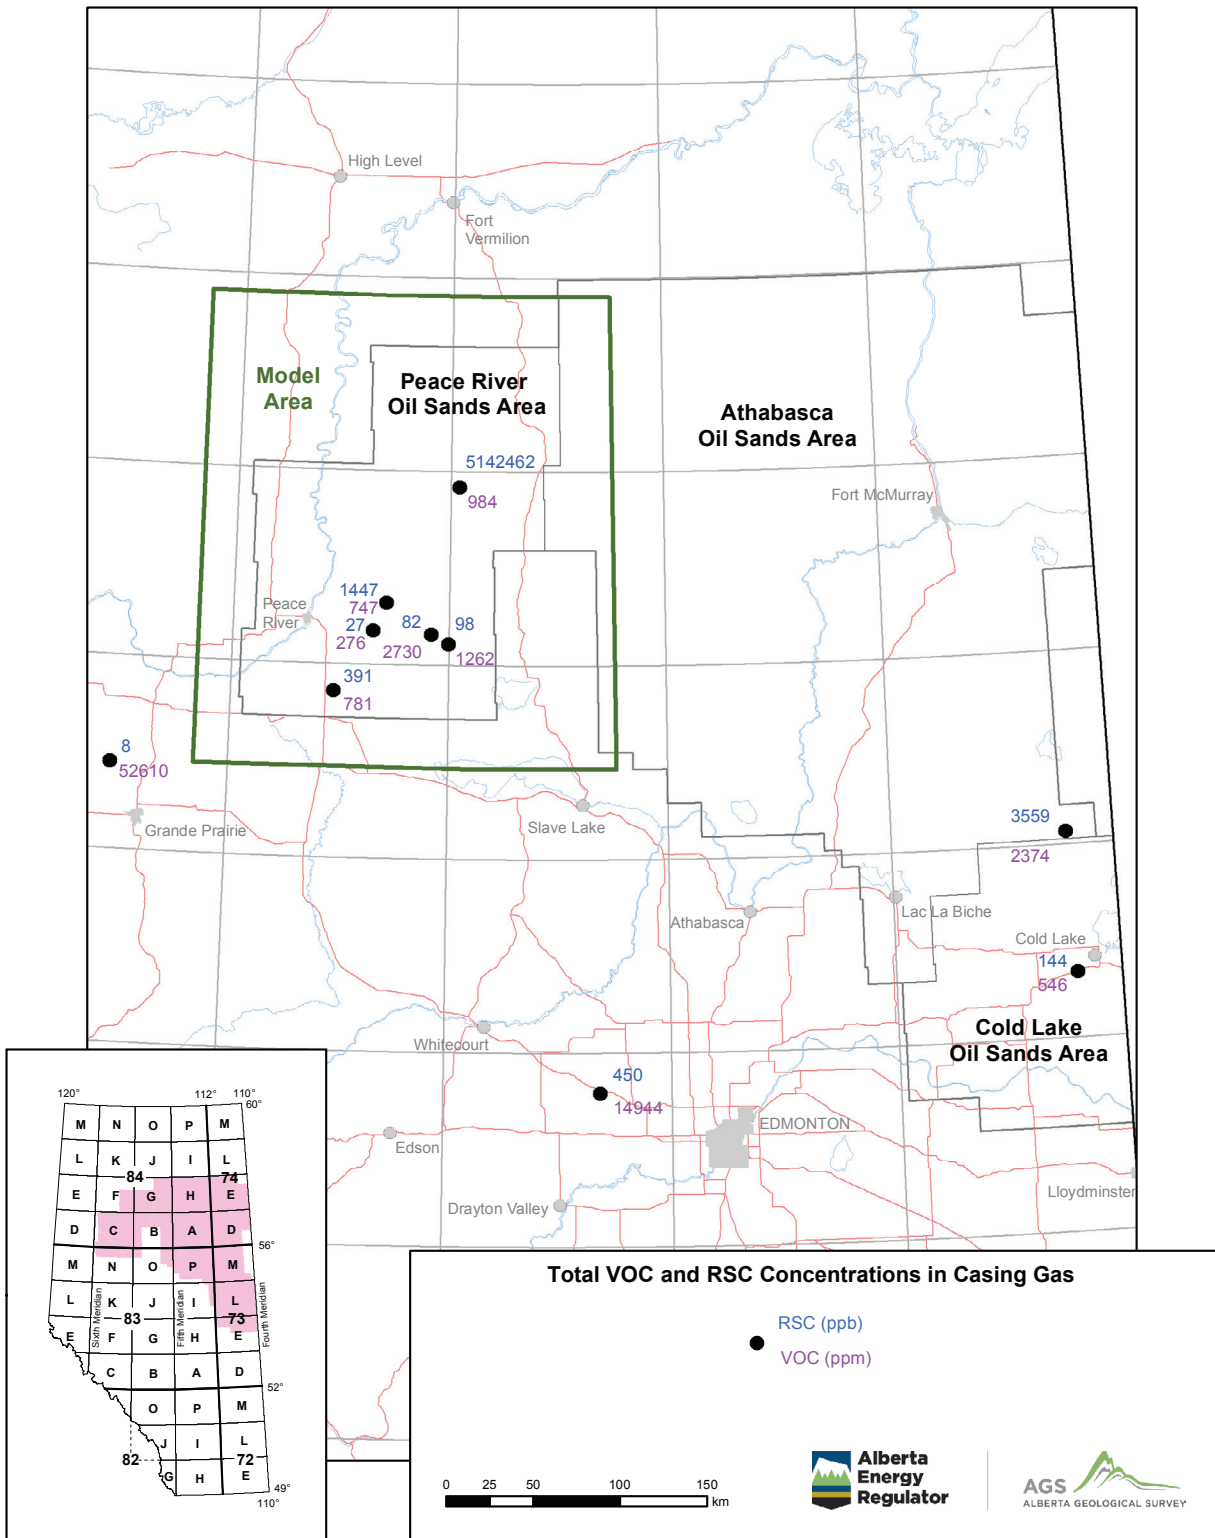 High Level
Fort
Vermilion
Model
Area
Peace River
Oil Sands Area
Athabasca
Oil Sands Area
5142462
984
Fort McMurray
1447
747
Peace
River
27
276
82
2730
98
1262
391
781
8
52610
Grande Prairie
Slave Lake
3559
2374
Athabasca
Lac La Biche
Cold Lake
144
546
Cold Lake
Oil Sands Area
Whitecourt
450
14944
EDMONTON
Edson
Drayton Valley
Lloydminster
120° 112° 110°
60°
M N O P M
L K J I L
84 74
E F G H E
D C B A D
56°
M N O P M
L K J I L
Sixth Meridian
Fifth Meridian
Fourth Meridian
83 73
E F G H E
C B A D
52°
O P M
J I L
82 72
G H E
49°
110°
Total VOC and RSC Concentrations in Casing Gas
RSC (ppb)
VOC (ppm)
0 25 50 100 150
km
Alberta
Energy
Regulator
AGS
ALBERTA GEOLOGICAL SURVEY